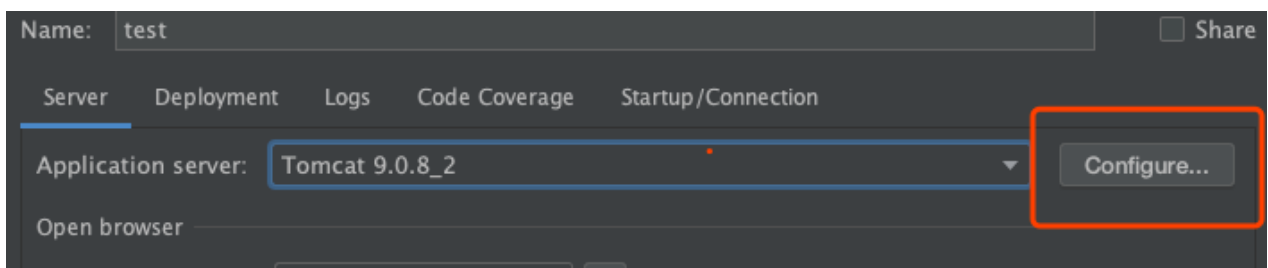 Name: test Share
Server Deployment Logs Code Coverage Startup/Connection
Application server: Tomcat 9.0.8_2 Configure...
Open browser